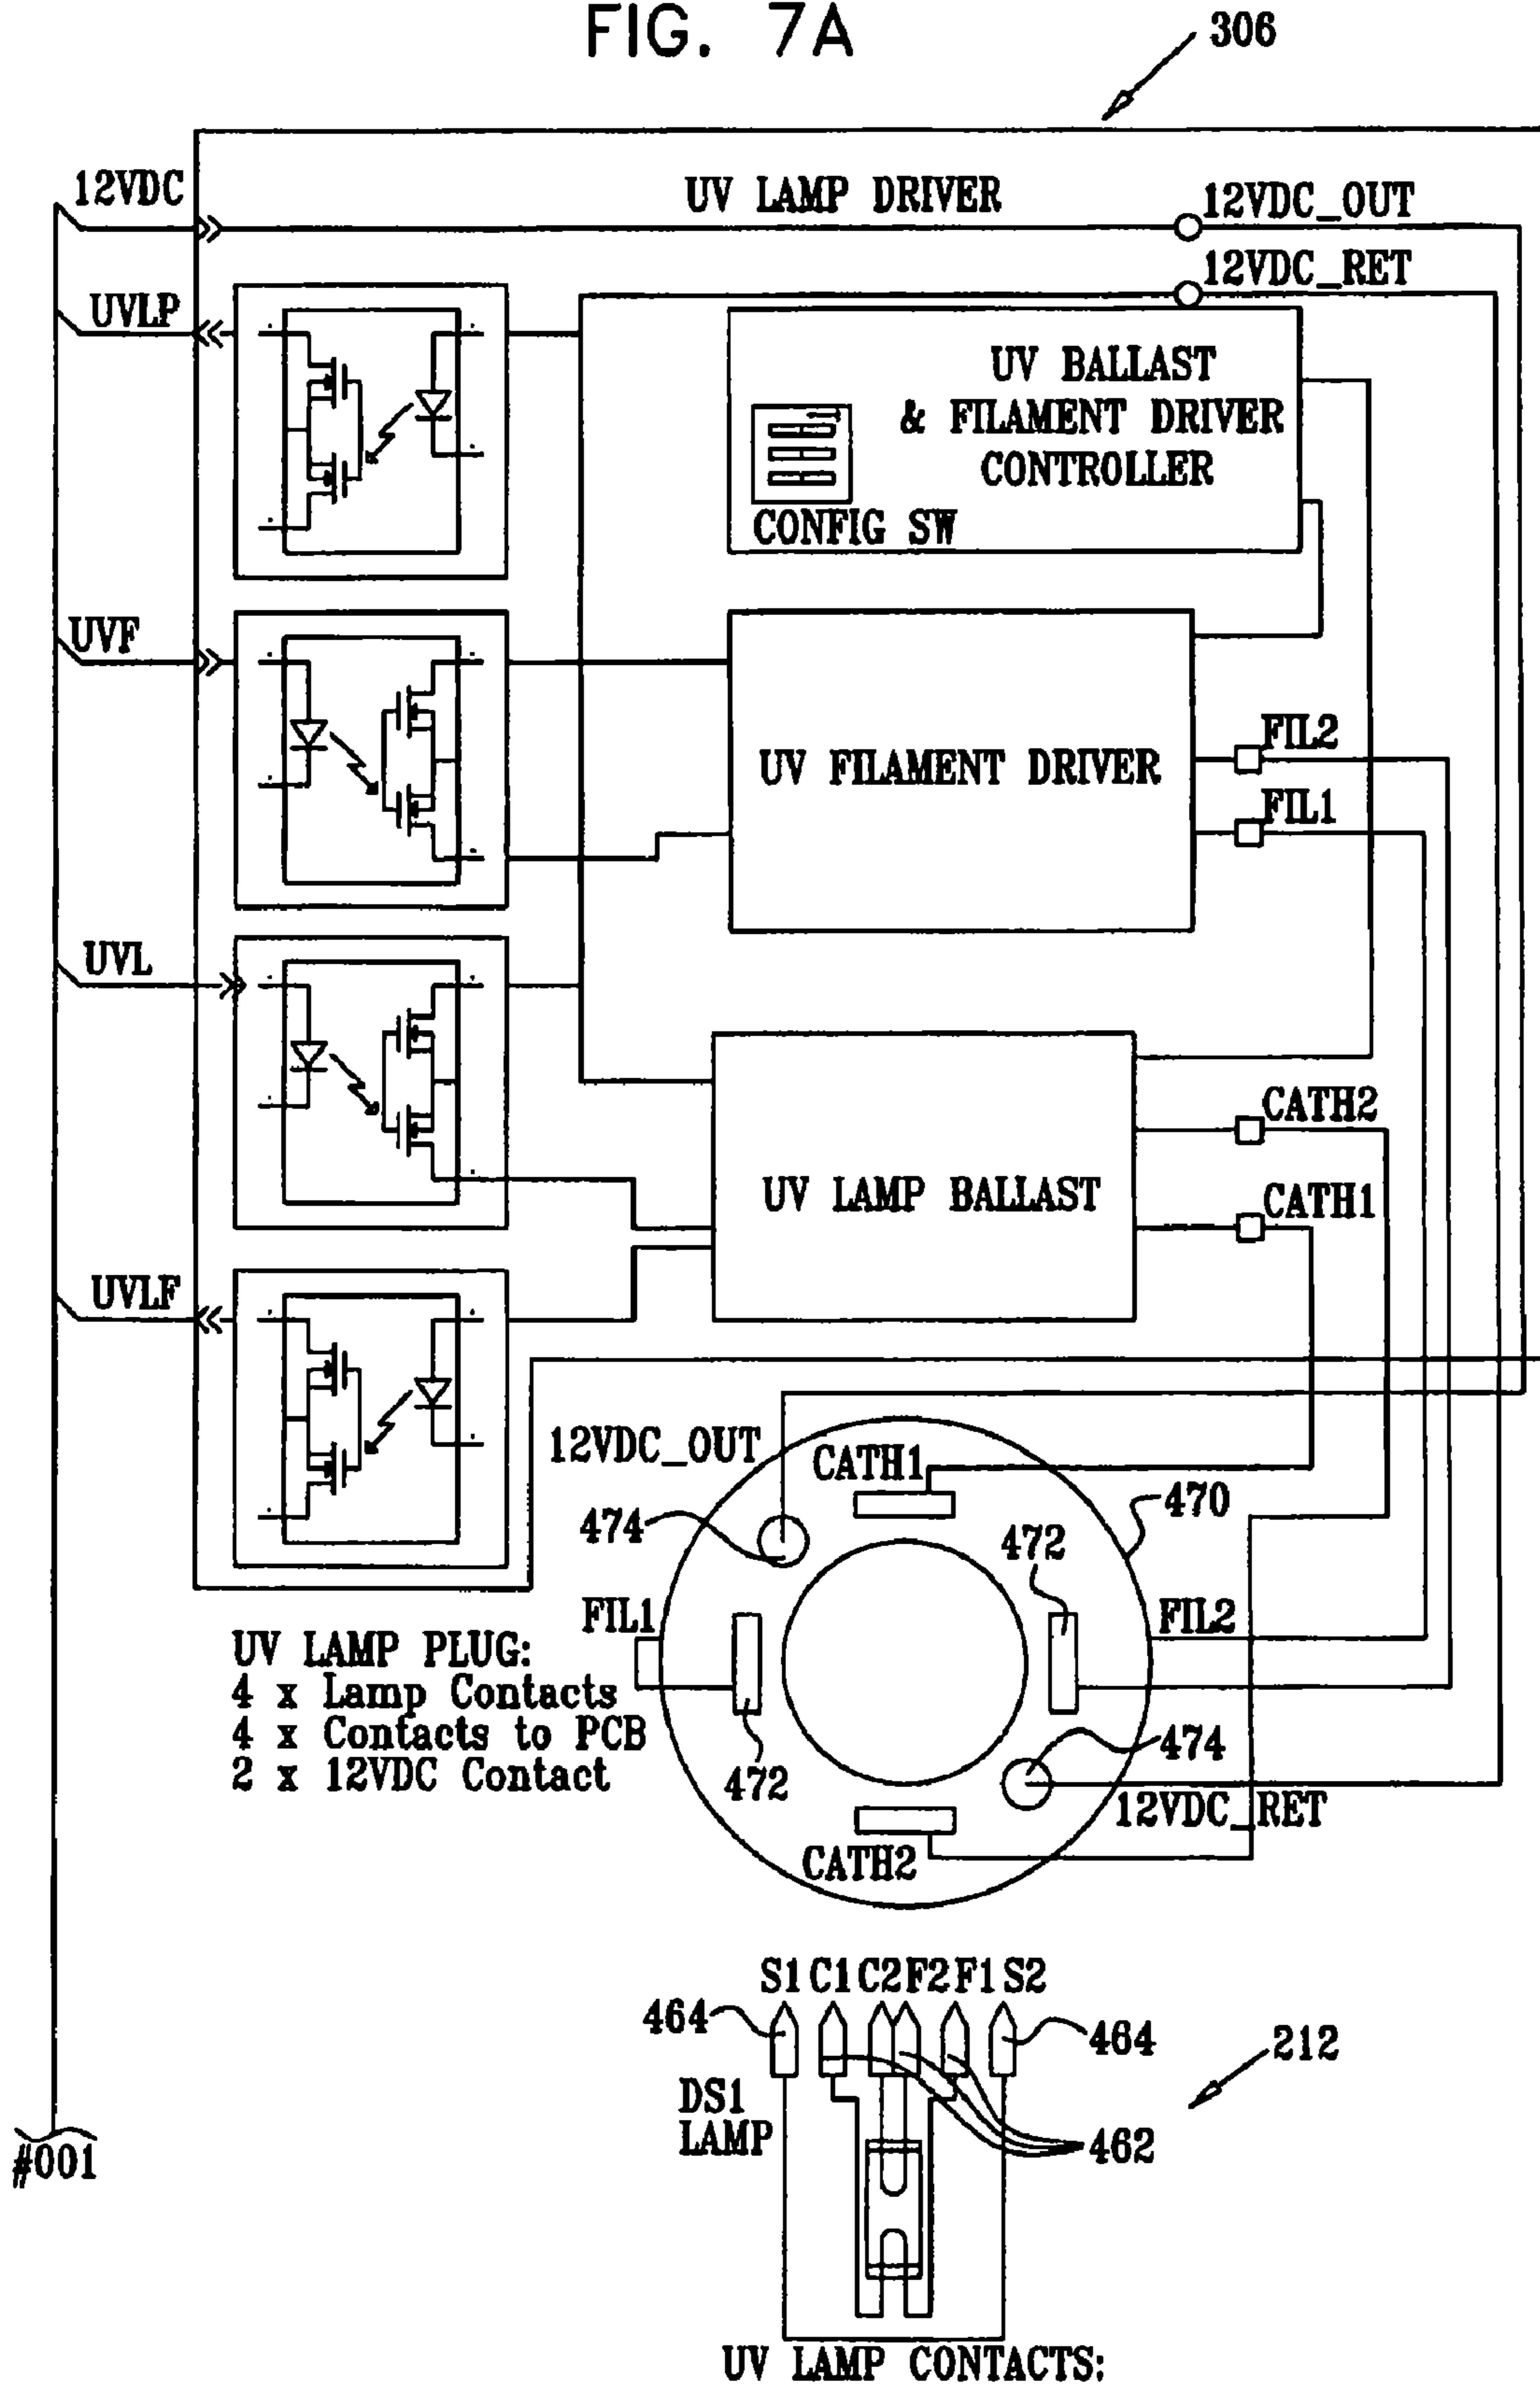 FIG. 7A
306
12VDC
UV LAMP DRIVER
12VDC_OUT
12VDC_RET
UVLP
UV BALLAST
& FILAMENT DRIVER
CONTROLLER
CONFIG SW
UVF
UV FILAMENT DRIVER
FIL2
FIL1
UVL
CATH2
UV LAMP BALLAST
CATH1
UVLF
12VDC_OUT
CATH1
470
474
472
FIL1
FIL2
UV LAMP PLUG:
4 x Lamp Contacts
4 x Contacts to PCB
2 x 12VDC Contact
474
472
12VDC_RET
CATH2
S1 C1 C2 F2 F1 S2
464
464
212
DS1
LAMP
462
#001
UV LAMP CONTACTS: